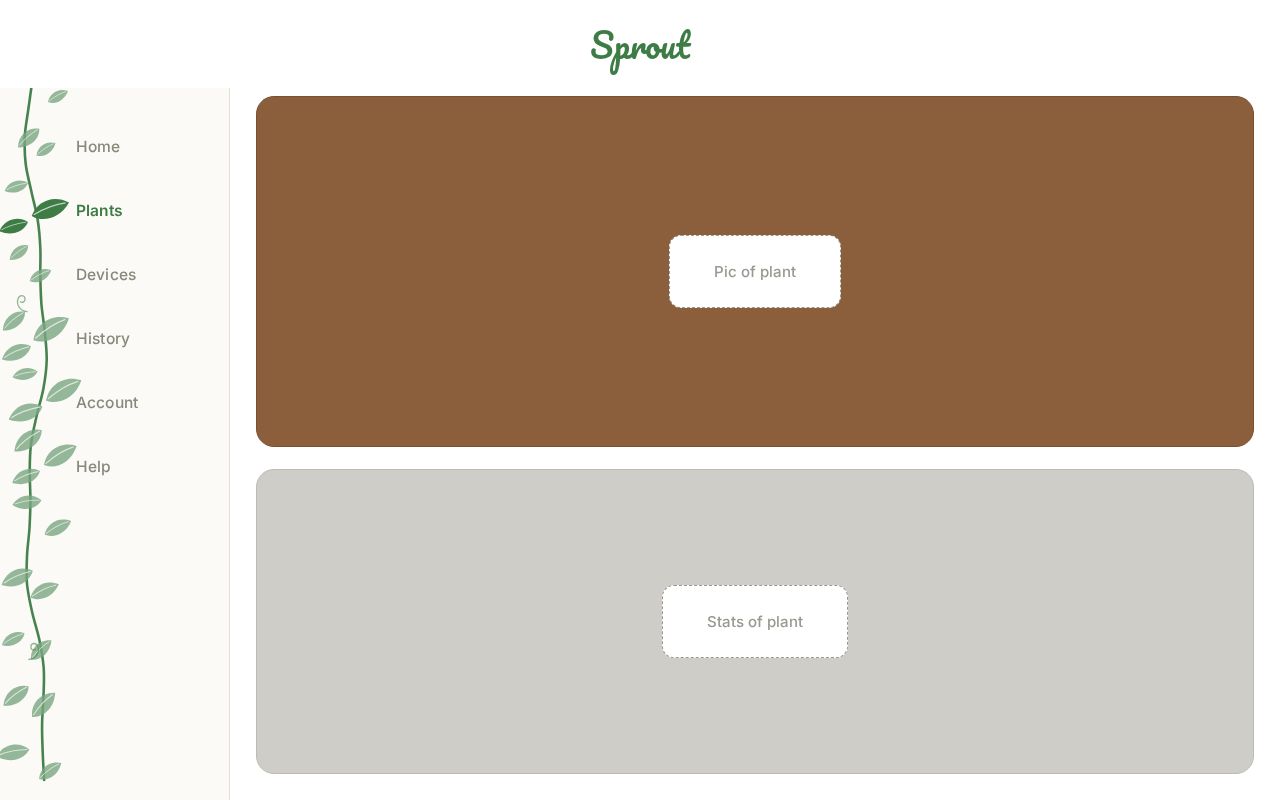 Sprout
Home
Plants
Devices
History
Account
Help
Pic of plant
Stats of plant